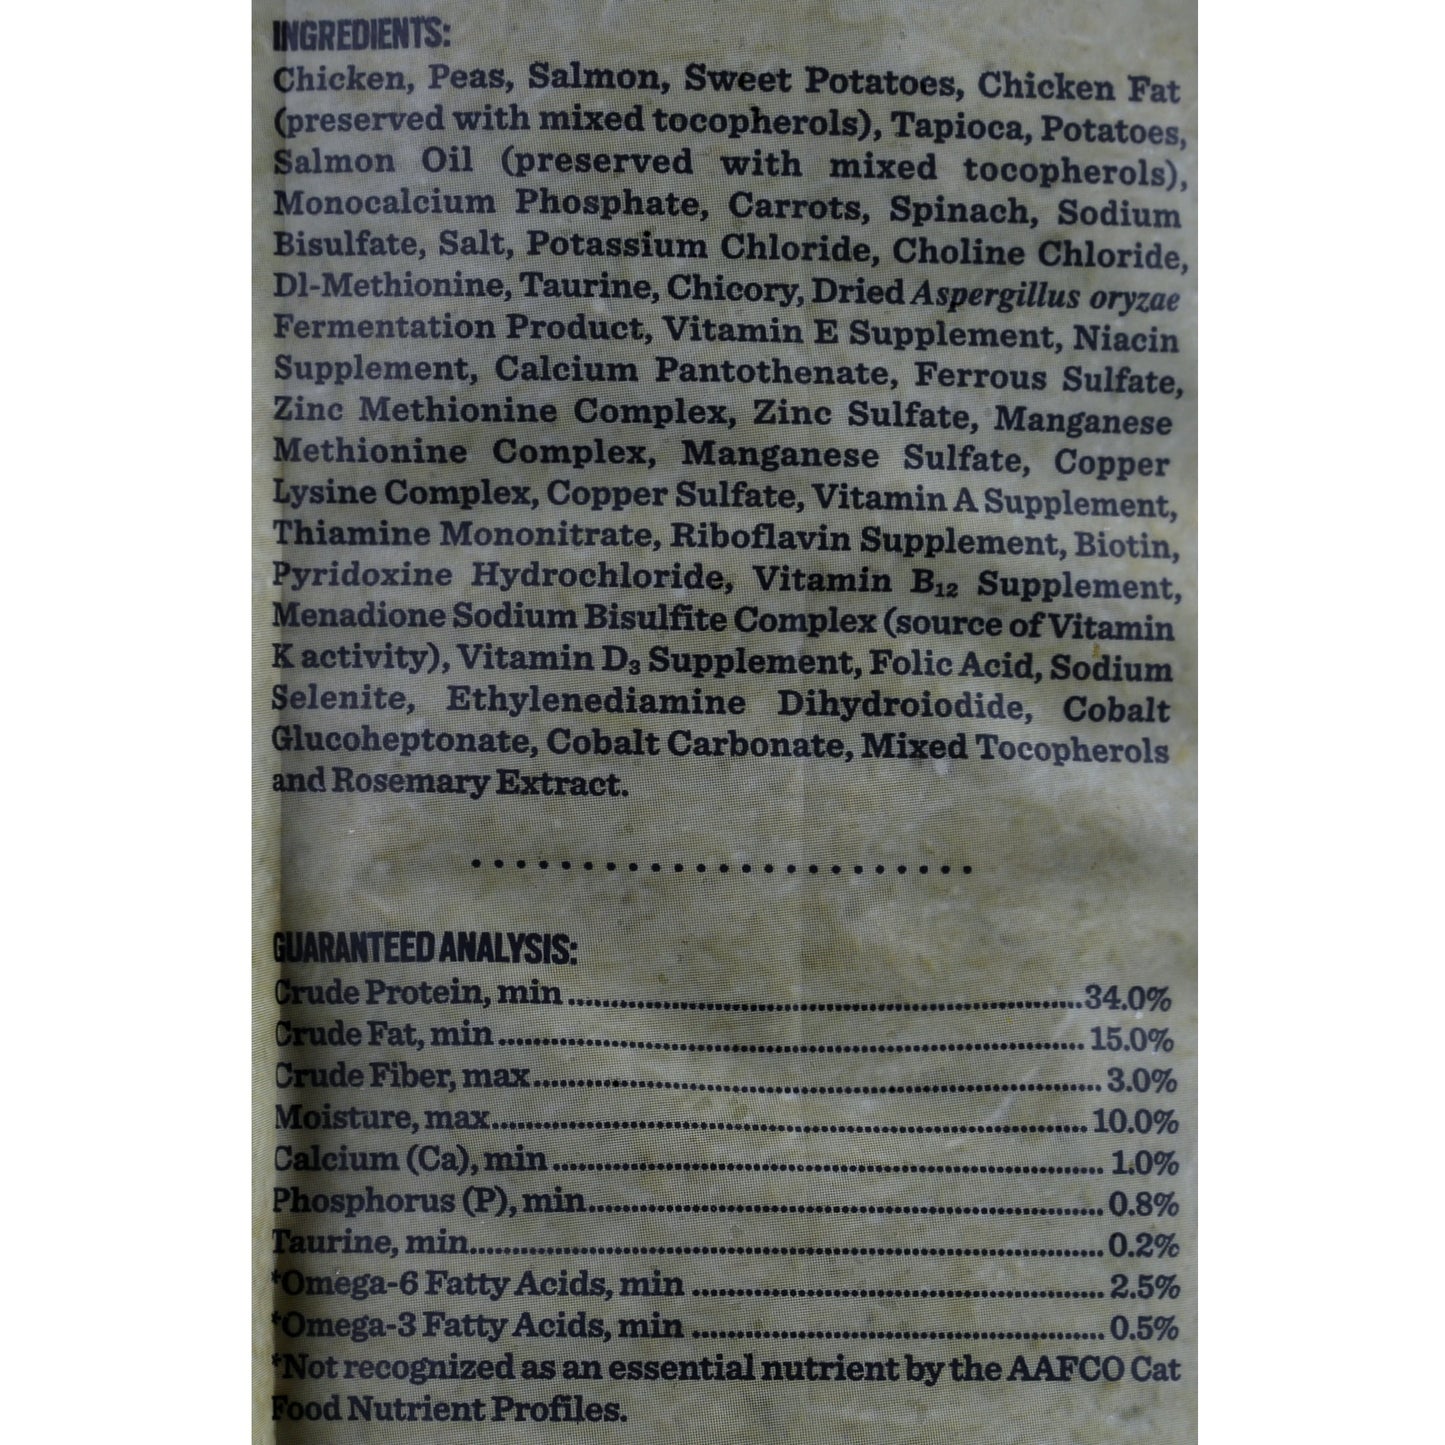 INGREDIENTS:
Chicken, Peas, Salmon, Sweet Potatoes, Chicken Fat
(preserved with mixed tocopherols), Tapioca, Potatoes,
Salmon Oil (preserved with mixed tocopherols),
Monocalcium Phosphate, Carrots, Spinach, Sodium
Bisulfate, Salt, Potassium Chloride, Choline Chloride,
Dl-Methionine, Taurine, Chicory, Dried Aspergillus oryzae
Fermentation Product, Vitamin E Supplement, Niacin
Supplement, Calcium Pantothenate, Ferrous Sulfate,
Zinc Methionine Complex, Zinc Sulfate, Manganese
Methionine Complex, Manganese Sulfate, Copper
Lysine Complex, Copper Sulfate, Vitamin A Supplement,
Thiamine Mononitrate, Riboflavin Supplement, Biotin,
Pyridoxine Hydrochloride, Vitamin B₁₂ Supplement,
Menadione Sodium Bisulfite Complex (source of Vitamin
K activity), Vitamin D₃ Supplement, Folic Acid, Sodium
Selenite, Ethylenediamine Dihydroiodide, Cobalt
Glucoheptonate, Cobalt Carbonate, Mixed Tocopherols
and Rosemary Extract.
GUARANTEED ANALYSIS:
Crude Protein, min 34.0%
Crude Fat, min 15.0%
Crude Fiber, max 3.0%
Moisture, max 10.0%
Calcium (Ca), min 1.0%
Phosphorus (P), min 0.8%
Taurine, min 0.2%
*Omega-6 Fatty Acids, min 2.5%
*Omega-3 Fatty Acids, min 0.5%
*Not recognized as an essential nutrient by the AAFCO Cat
Food Nutrient Profiles.